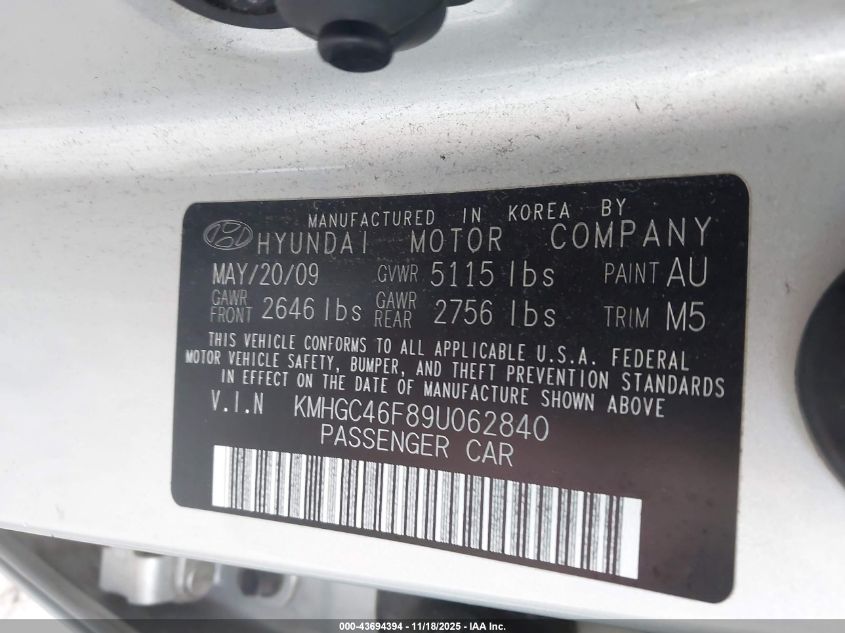 MANUFACTURED IN KOREA BY
HYUNDAI MOTOR COMPANY
MAY/20/09 GVWR 5115 lbs PAINT AU
GAWR FRONT 2646 lbs GAWR REAR 2756 lbs TRIM M5
THIS VEHICLE CONFORMS TO ALL APPLICABLE U.S.A. FEDERAL
MOTOR VEHICLE SAFETY, BUMPER, AND THEFT PREVENTION STANDARDS
IN EFFECT ON THE DATE OF MANUFACTURE SHOWN ABOVE
V.I.N KMHGC46F89U062840
PASSENGER CAR
000-43694394 - 11/18/2025 - IAA, Inc.